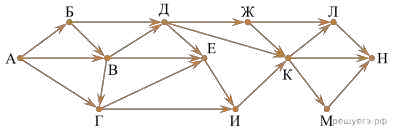 Б Д Ж Л
А В Е К Н
Г И М
решуегэ.рф